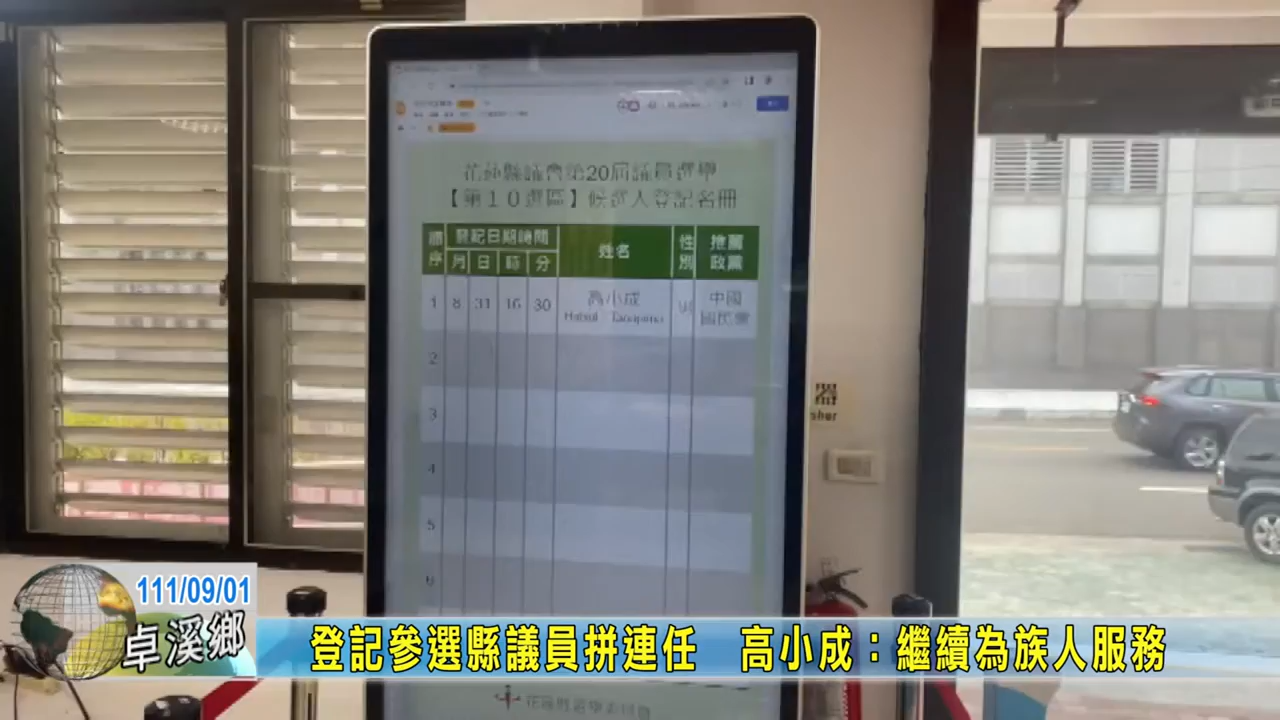 花蓮縣議會第20屆議員選舉
【第10選區】候選人登記名冊
順序 登記日期時間 姓名 性別 推薦政黨
月 日 時 分
1 8 31 16 30 高小成 中國國民黨
2
3
4
5
6
sher
111/09/01
卓溪鄉
登記參選縣議員拼連任 高小成：繼續為族人服務